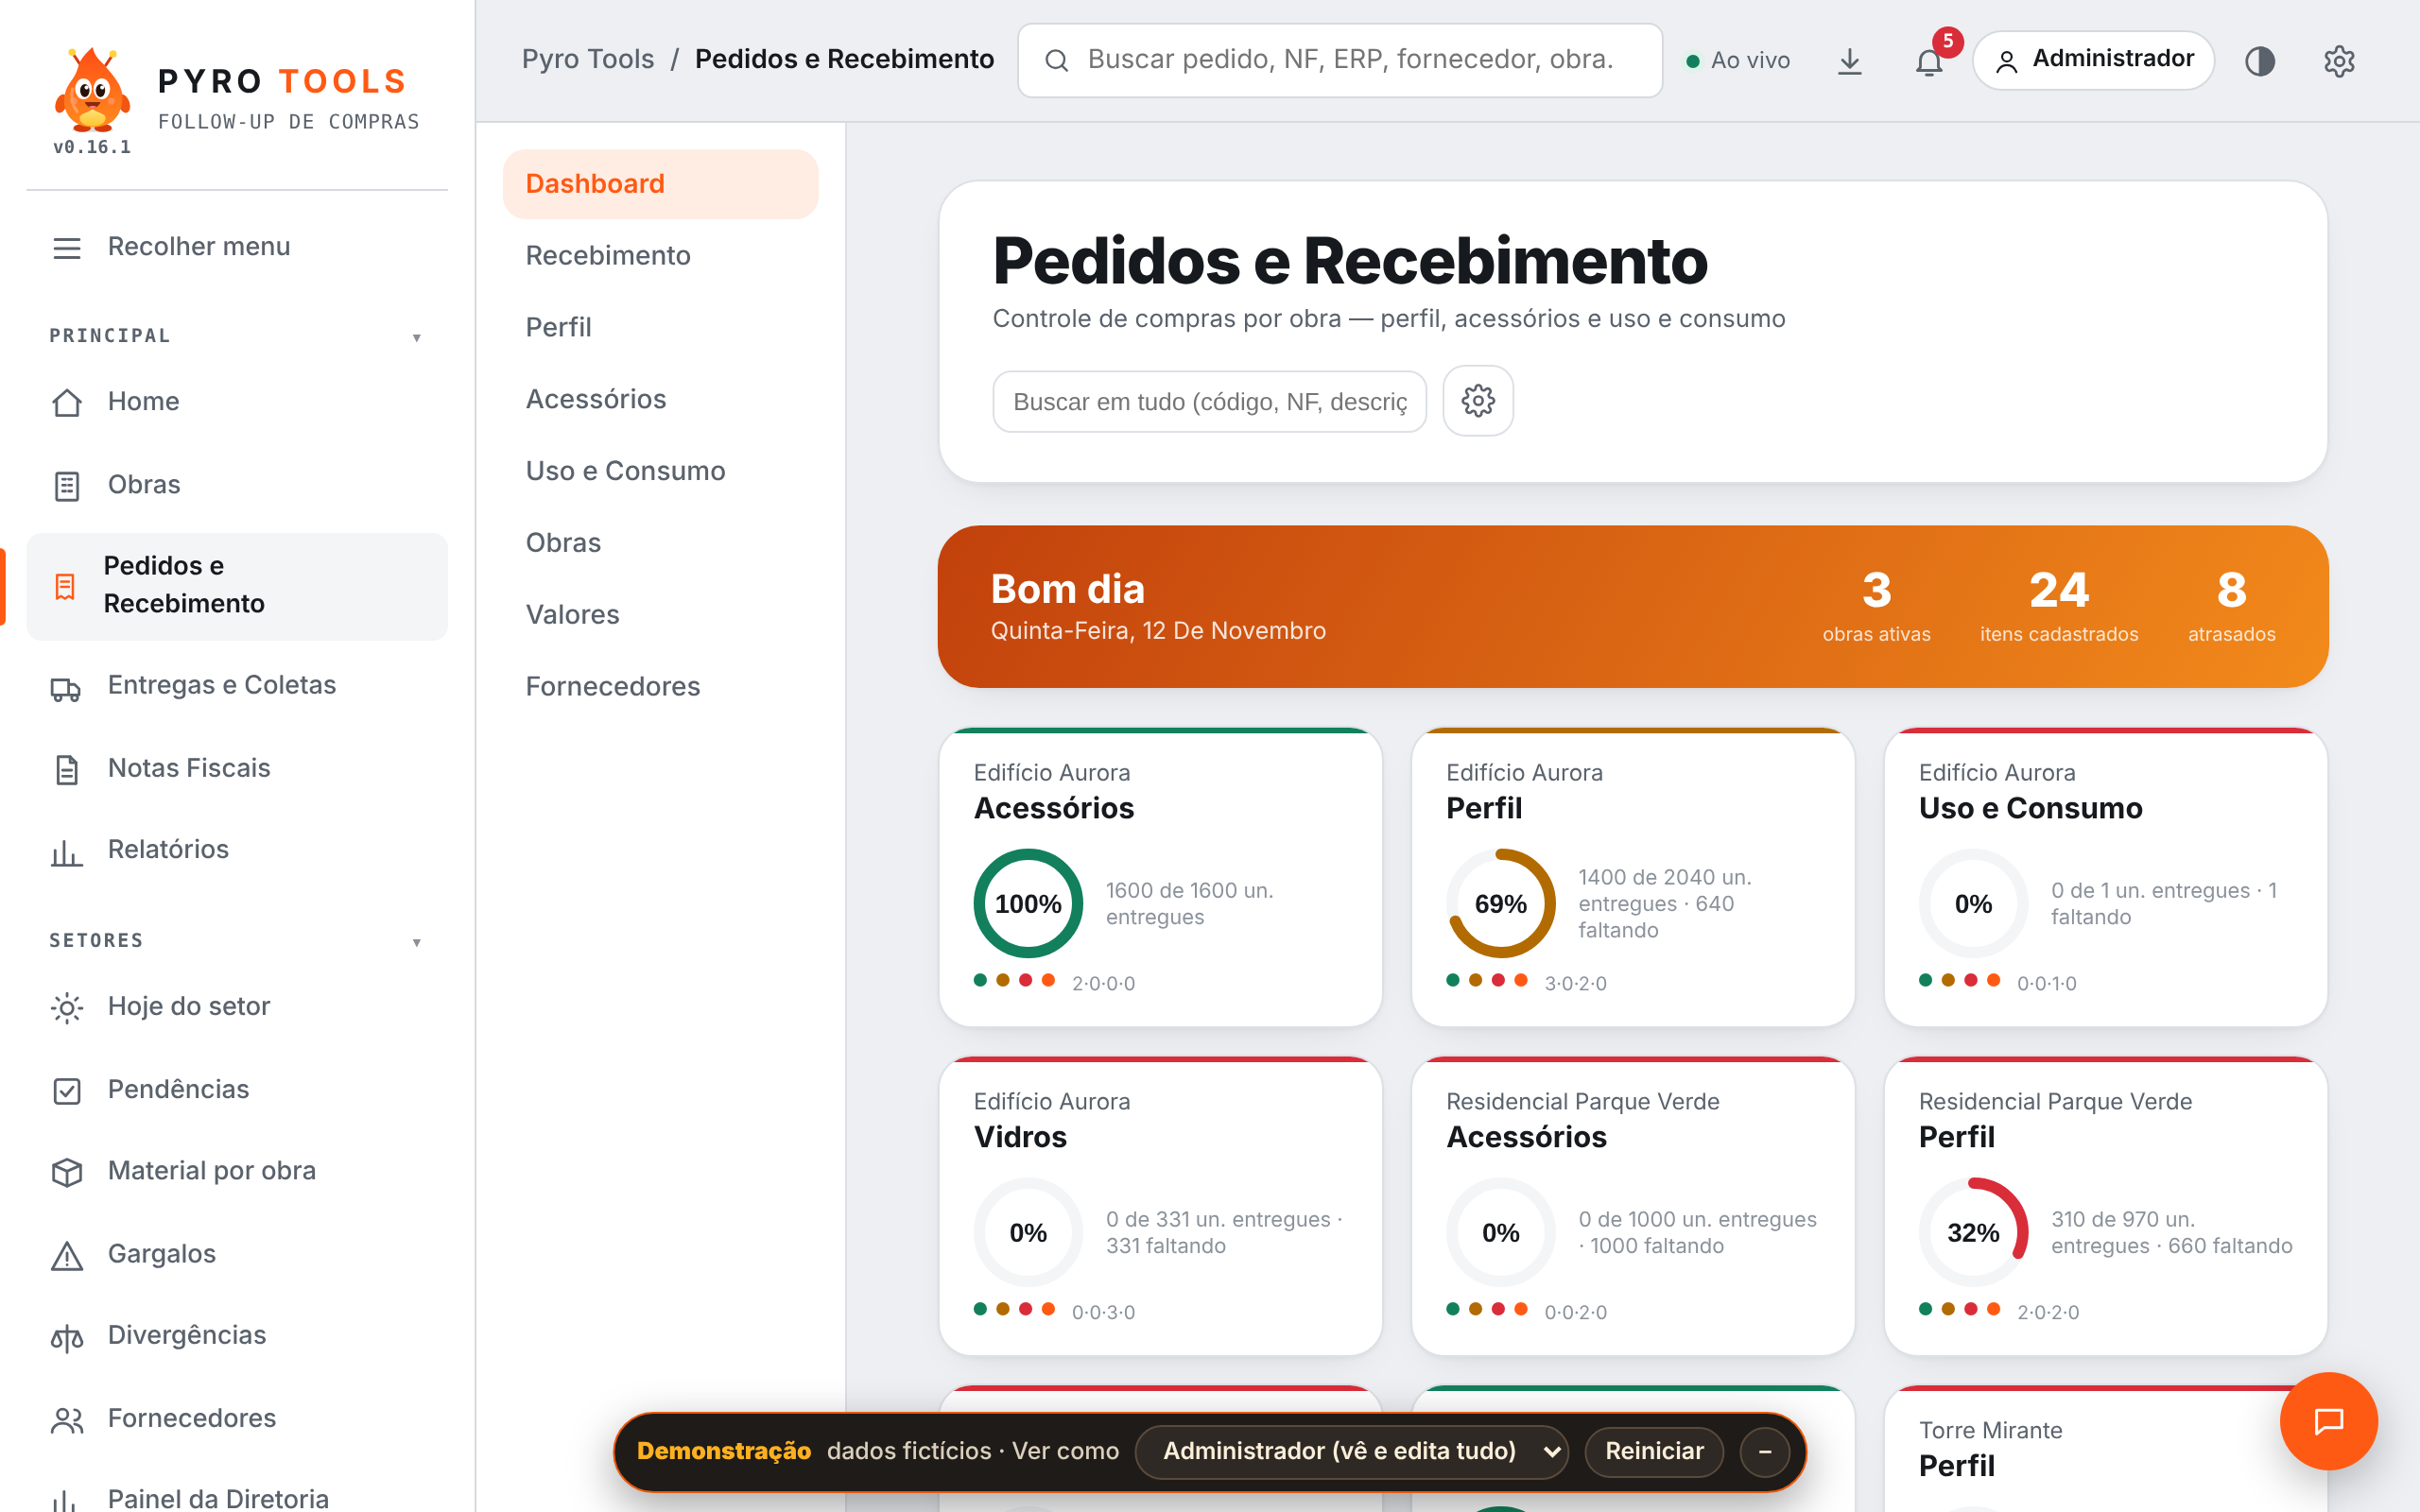 PYRO TOOLS
FOLLOW-UP DE COMPRAS
v0.16.1
Recolher menu
PRINCIPAL
Home
Obras
Pedidos e
Recebimento
Entregas e Coletas
Notas Fiscais
Relatórios
SETORES
Hoje do setor
Pendências
Material por obra
Gargalos
Divergências
Fornecedores
Painel da Diretoria
Pyro Tools / Pedidos e Recebimento
Buscar pedido, NF, ERP, fornecedor, obra.
Ao vivo
5
Administrador
Dashboard
Recebimento
Perfil
Acessórios
Uso e Consumo
Obras
Valores
Fornecedores
Pedidos e Recebimento
Controle de compras por obra — perfil, acessórios e uso e consumo
Buscar em tudo (código, NF, descriç
Bom dia
Quinta-Feira, 12 De Novembro
3
obras ativas
24
itens cadastrados
8
atrasados
Edifício Aurora
Acessórios
100%
1600 de 1600 un.
entregues
2·0·0·0
Edifício Aurora
Perfil
69%
1400 de 2040 un.
entregues · 640
faltando
3·0·2·0
Edifício Aurora
Uso e Consumo
0%
0 de 1 un. entregues · 1
faltando
0·0·1·0
Edifício Aurora
Vidros
0%
0 de 331 un. entregues ·
331 faltando
0·0·3·0
Residencial Parque Verde
Acessórios
0%
0 de 1000 un. entregues
· 1000 faltando
0·0·2·0
Residencial Parque Verde
Perfil
32%
310 de 970 un.
entregues · 660 faltando
2·0·2·0
Torre Mirante
Perfil
Demonstração dados fictícios · Ver como Administrador (vê e edita tudo) Reiniciar –